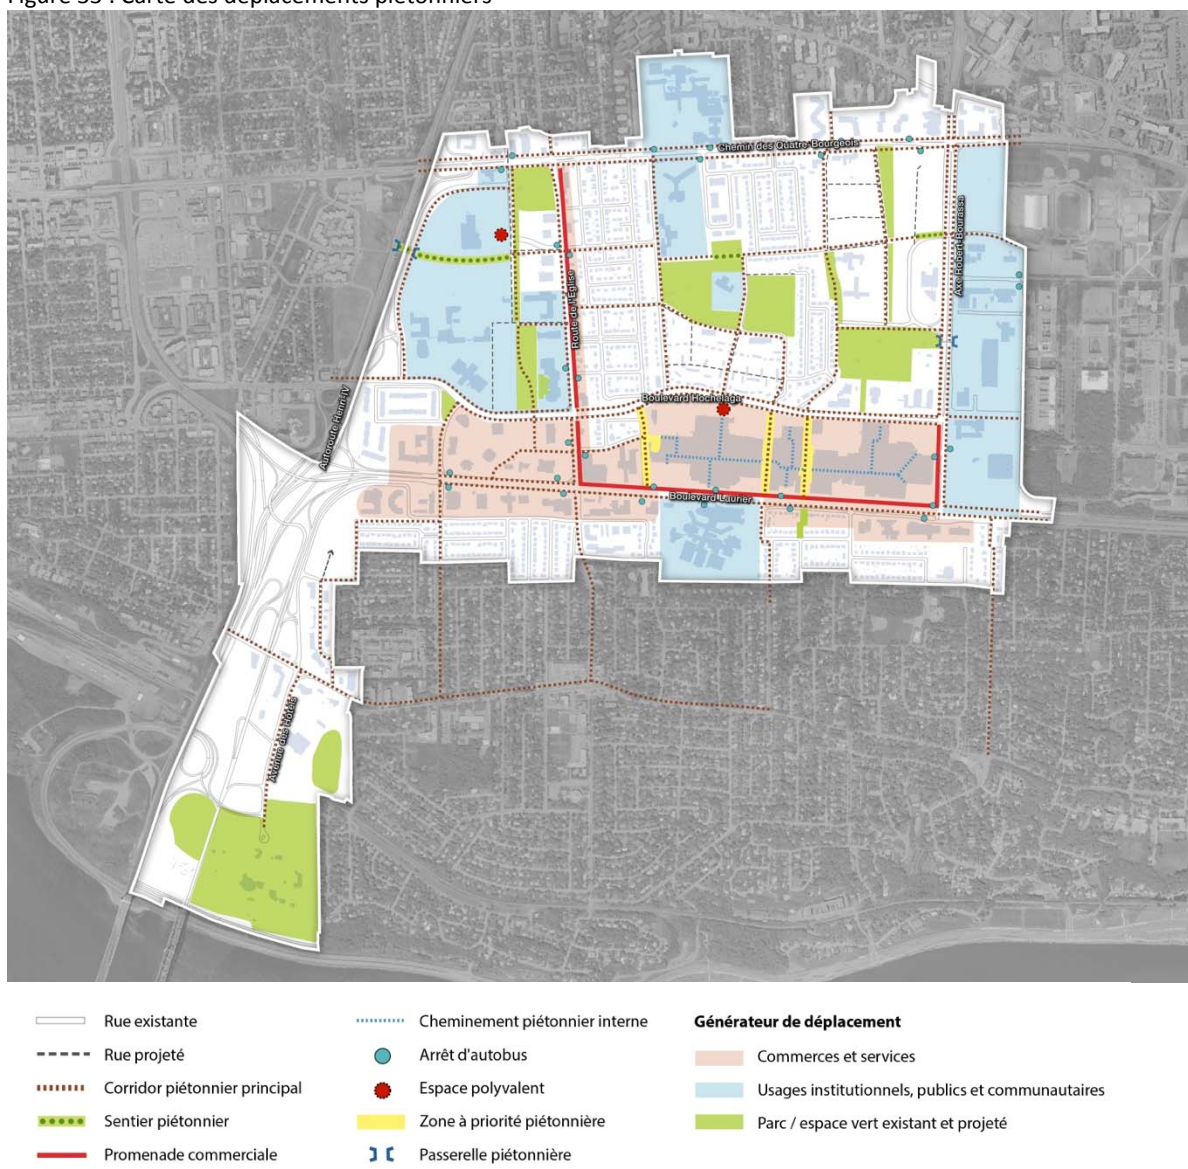 Figure 35 : Carte des déplacements piétonniers
Chemin des Quatre-Bourgeois
Axe Robert-Bourassa
Route de l'Église
Boulevard Hochelaga
Autoroute Henri-IV
Boulevard Laurier
Avenue des Hôtels
Rue existante
Rue projeté
Corridor piétonnier principal
Sentier piétonnier
Promenade commerciale
Cheminement piétonnier interne
Arrêt d'autobus
Espace polyvalent
Zone à priorité piétonnière
Passerelle piétonnière
Générateur de déplacement
Commerces et services
Usages institutionnels, publics et communautaires
Parc / espace vert existant et projeté